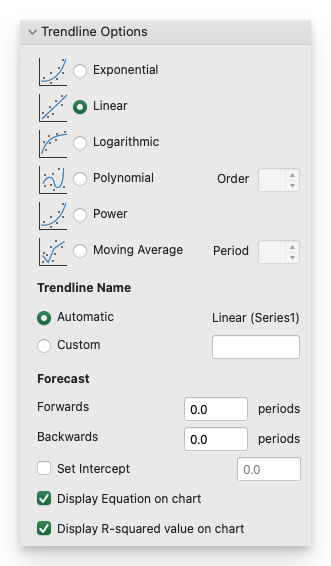 Trendline Options
Exponential
Linear
Logarithmic
Polynomial Order
Power
Moving Average Period
Trendline Name
Automatic Linear (Series1)
Custom
Forecast
Forwards 0.0 periods
Backwards 0.0 periods
Set Intercept 0.0
Display Equation on chart
Display R-squared value on chart